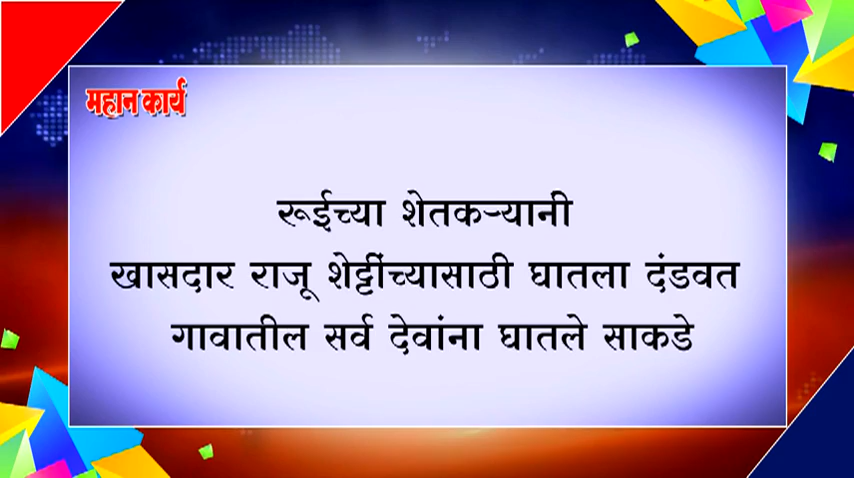 महान कार्य
रूईच्या शेतकऱ्यानी
खासदार राजू शेट्टींच्यासाठी घातला दंडवत
गावातील सर्व देवांना घातले साकडे